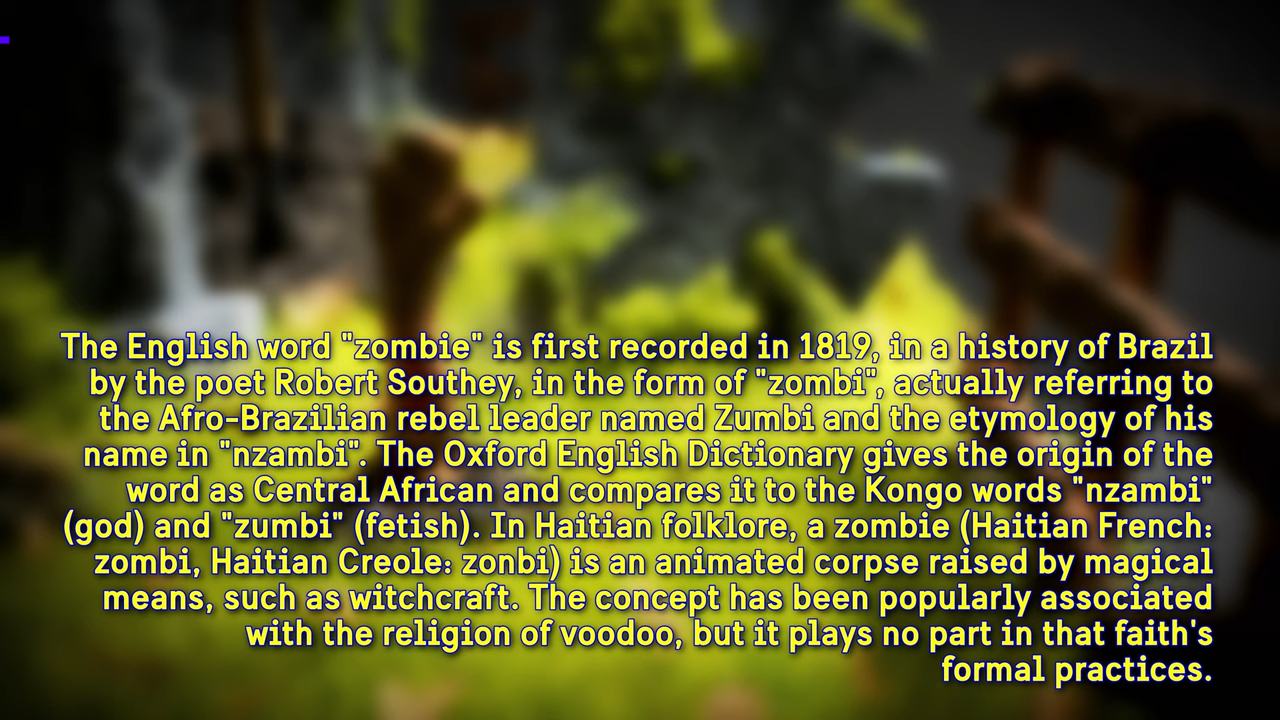 The English word "zombie" is first recorded in 1819, in a history of Brazil
by the poet Robert Southey, in the form of "zombi", actually referring to
the Afro-Brazilian rebel leader named Zumbi and the etymology of his
name in "nzambi". The Oxford English Dictionary gives the origin of the
word as Central African and compares it to the Kongo words "nzambi"
(god) and "zumbi" (fetish). In Haitian folklore, a zombie (Haitian French:
zombi, Haitian Creole: zonbi) is an animated corpse raised by magical
means, such as witchcraft. The concept has been popularly associated
with the religion of voodoo, but it plays no part in that faith's
formal practices.